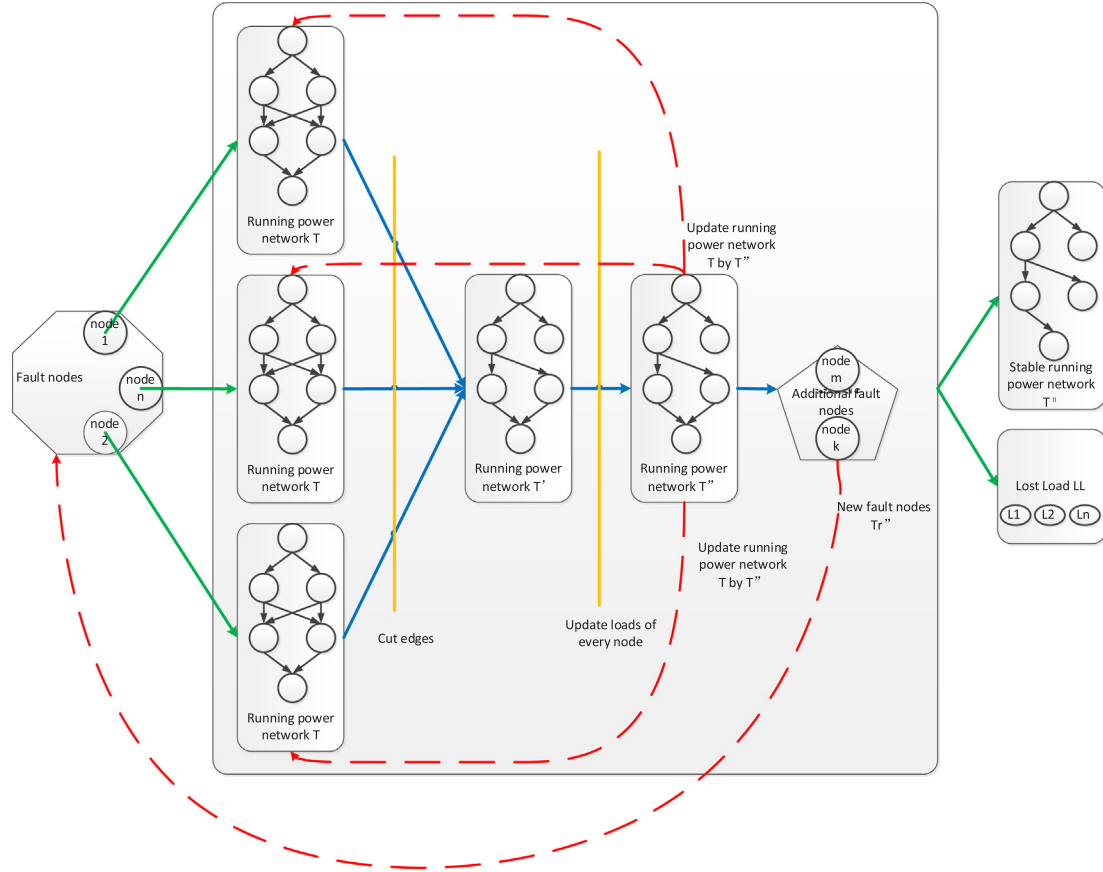 Running power
network T
Update running
power network
T by T”
node
1
Fault nodes
node
n
node
2
Running power
network T
Running power
network T’
Running power
network T”
node
m
Additional fault
nodes
node
k
New fault nodes
Tr”
Update running
power network
T by T”
Cut edges
Update loads of
every node
Running power
network T
Stable running
power network
Tⁿ
Lost Load LL
L1 L2 Ln